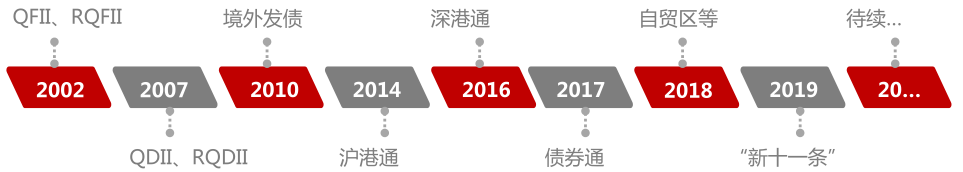 QFII、RQFII 境外发债 深港通 自贸区等 待续...
2002 2007 2010 2014 2016 2017 2018 2019 20...
QDII、RQDII 沪港通 债券通 “新十一条”